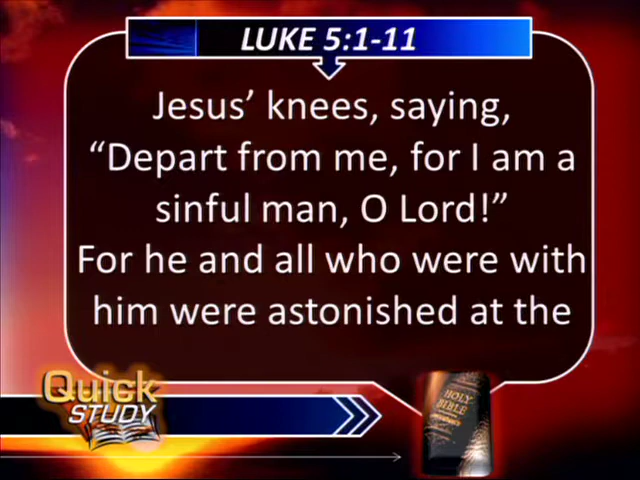 LUKE 5:1-11
Jesus’ knees, saying,
“Depart from me, for I am a
sinful man, O Lord!”
For he and all who were with
him were astonished at the
Quick
STUDY
HOLY
BIBLE